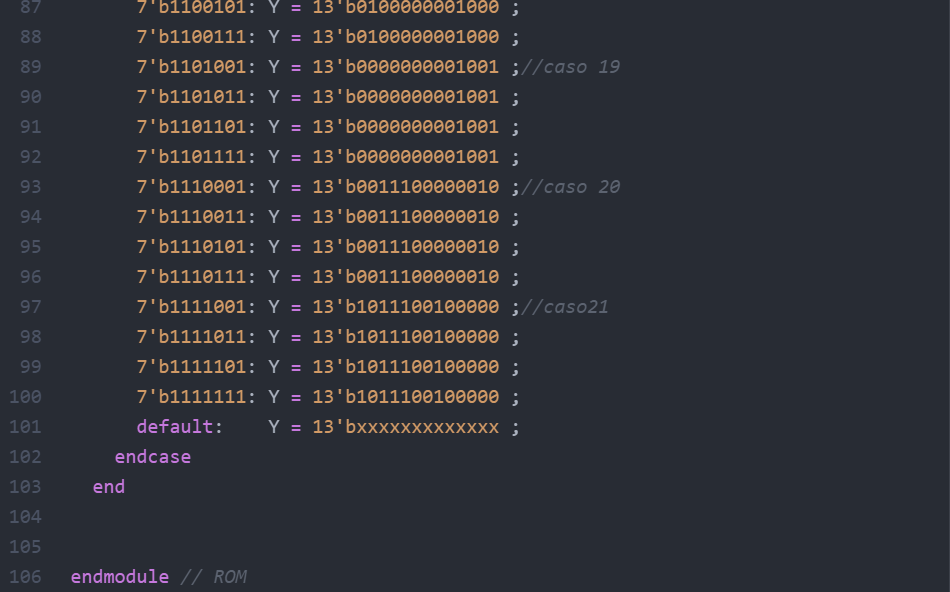 87 7'b1100101: Y = 13'b0100000001000 ;
88 7'b1100111: Y = 13'b0100000001000 ;
89 7'b1101001: Y = 13'b0000000001001 ;//caso 19
90 7'b1101011: Y = 13'b0000000001001 ;
91 7'b1101101: Y = 13'b0000000001001 ;
92 7'b1101111: Y = 13'b0000000001001 ;
93 7'b1110001: Y = 13'b0011100000010 ;//caso 20
94 7'b1110011: Y = 13'b0011100000010 ;
95 7'b1110101: Y = 13'b0011100000010 ;
96 7'b1110111: Y = 13'b0011100000010 ;
97 7'b1111001: Y = 13'b1011100100000 ;//caso21
98 7'b1111011: Y = 13'b1011100100000 ;
99 7'b1111101: Y = 13'b1011100100000 ;
100 7'b1111111: Y = 13'b1011100100000 ;
101 default: Y = 13'bxxxxxxxxxxxxx ;
102 endcase
103 end
104
105
106 endmodule // ROM